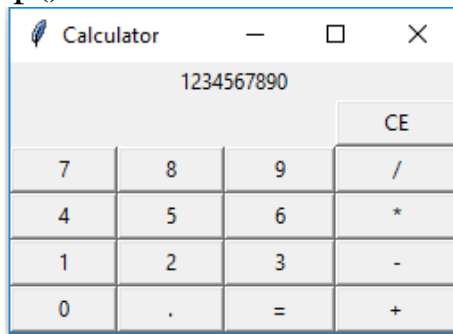 Calculator
1234567890
CE
7 8 9 /
4 5 6 *
1 2 3 -
0 . = +